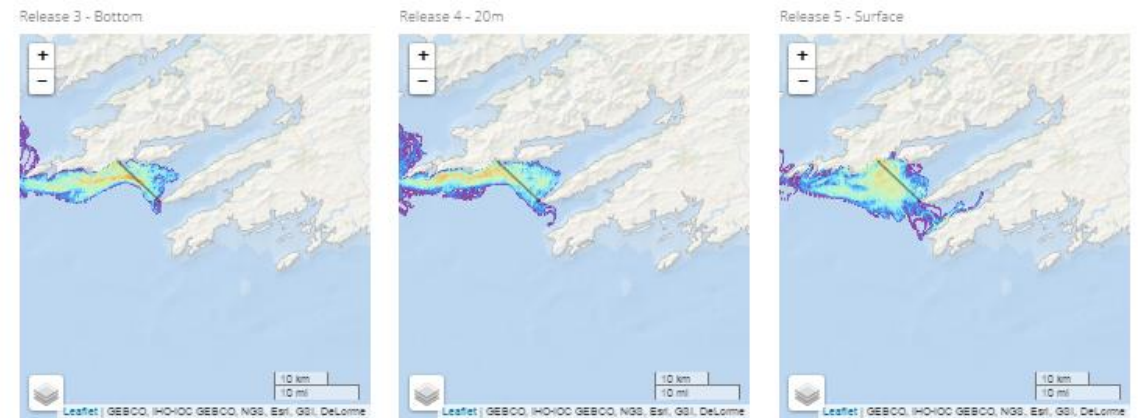 Release 3 - Bottom
Release 4 - 20m
Release 5 - Surface
+
−
+
−
+
−
10 km
10 mi
10 km
10 mi
10 km
10 mi
Leaflet | GEBCO, IHO-IOC GEBCO, NGS, Esri, GSI, DeLorme
Leaflet | GEBCO, IHO-IOC GEBCO, NGS, Esri, GSI, DeLorme
Leaflet | GEBCO, IHO-IOC GEBCO, NGS, Esri, GSI, DeLorme